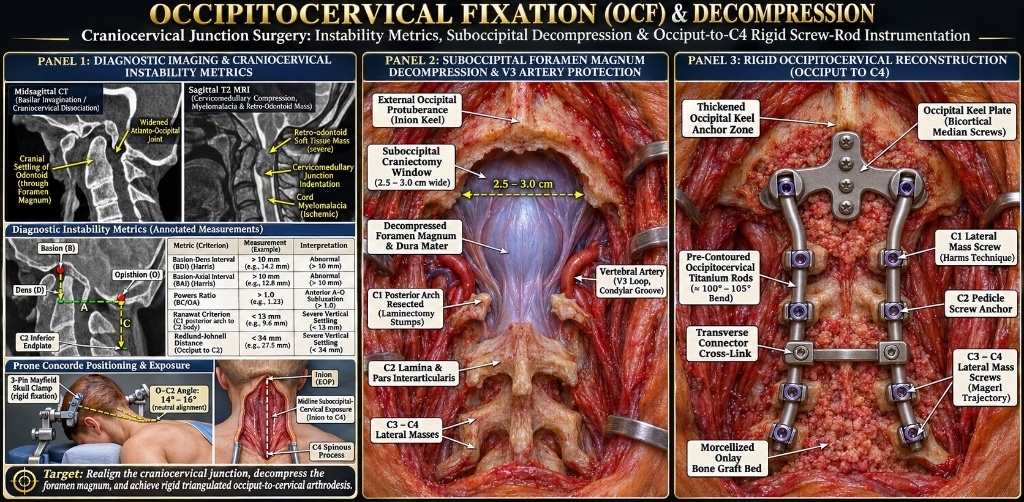 OCCIPITOCERVICAL FIXATION (OCF) & DECOMPRESSION
Craniocervical Junction Surgery: Instability Metrics, Suboccipital Decompression & Occiput-to-C4 Rigid Screw-Rod Instrumentation
PANEL 1: DIAGNOSTIC IMAGING & CRANIOCERVICAL
INSTABILITY METRICS
Midsagittal CT
(Basilar Invagination /
Craniocervical Dissociation)
Widened
Atlanto-Occipital
Joint
Cranial
Settling of
Odontoid
(through
Foramen
Magnum)
Sagittal T2 MRI
(Cervicomedullary Compression,
Myelomalacia & Retro-Odontoid Mass)
Retro-odontoid
Soft Tissue Mass
(severe)
Cervicomedullary
Junction
Indentation
Cord
Myelomalacia
(Ischemic)
Diagnostic Instability Metrics (Annotated Measurements)
Basion (B)
Opisthion (O)
Dens (D)
A
C
C2 Inferior
Endplate
Metric (Criterion)
Measurement
(Example)
Interpretation
Basion-Dens Interval
(BDI) (Harris)
> 10 mm
(e.g., 14.2 mm)
Abnormal
(> 10 mm)
Basion-Axial Interval
(BAI) (Harris)
> 10 mm
(e.g., 12.8 mm)
Abnormal
(> 10 mm)
Powers Ratio
(BC/OA)
> 1.0
(e.g., 1.23)
Anterior A–O
Subluxation
(> 1.0)
Ranawat Criterion
(C1 posterior arch to
C2 body)
< 13 mm
(e.g., 9.6 mm)
Severe Vertical
Settling
(< 13 mm)
Redlund-Johnell
Distance
(Occiput to C2)
< 34 mm
(e.g., 27.5 mm)
Severe Vertical
Settling
(< 34 mm)
Prone Concorde Positioning & Exposure
3-Pin Mayfield
Skull Clamp
(rigid fixation)
O–C2 Angle:
14° – 16°
(neutral alignment)
Inion
(EOP)
Midline Suboccipital-
Cervical Exposure
(Inion to C4)
C4 Spinous
Process
Target: Realign the craniocervical junction, decompress the
foramen magnum, and achieve rigid triangulated occiput-to-cervical arthrodesis.
PANEL 2: SUBOCCIPITAL FORAMEN MAGNUM
DECOMPRESSION & V3 ARTERY PROTECTION
External Occipital
Protuberance
(Inion Keel)
Suboccipital
Craniectomy
Window
(2.5 – 3.0 cm wide)
2.5 – 3.0 cm
Decompressed
Foramen Magnum
& Dura Mater
Vertebral Artery
(V3 Loop,
Condylar Groove)
C1 Posterior Arch
Resected
(Laminectomy
Stumps)
C2 Lamina &
Pars Interarticularis
C3 – C4
Lateral Masses
PANEL 3: RIGID OCCIPITOCERVICAL RECONSTRUCTION
(OCCIPUT TO C4)
Thickened
Occipital Keel
Anchor Zone
Occipital Keel Plate
(Bicortical
Median Screws)
C1 Lateral
Mass Screw
(Harms Technique)
Pre-Contoured
Occipitocervical
Titanium Rods
(≈ 100° – 105°
Bend)
C2 Pedicle
Screw Anchor
Transverse
Connector
Cross-Link
C3 – C4
Lateral Mass
Screws
(Magerl
Trajectory)
Morcellized
Onlay
Bone Graft Bed